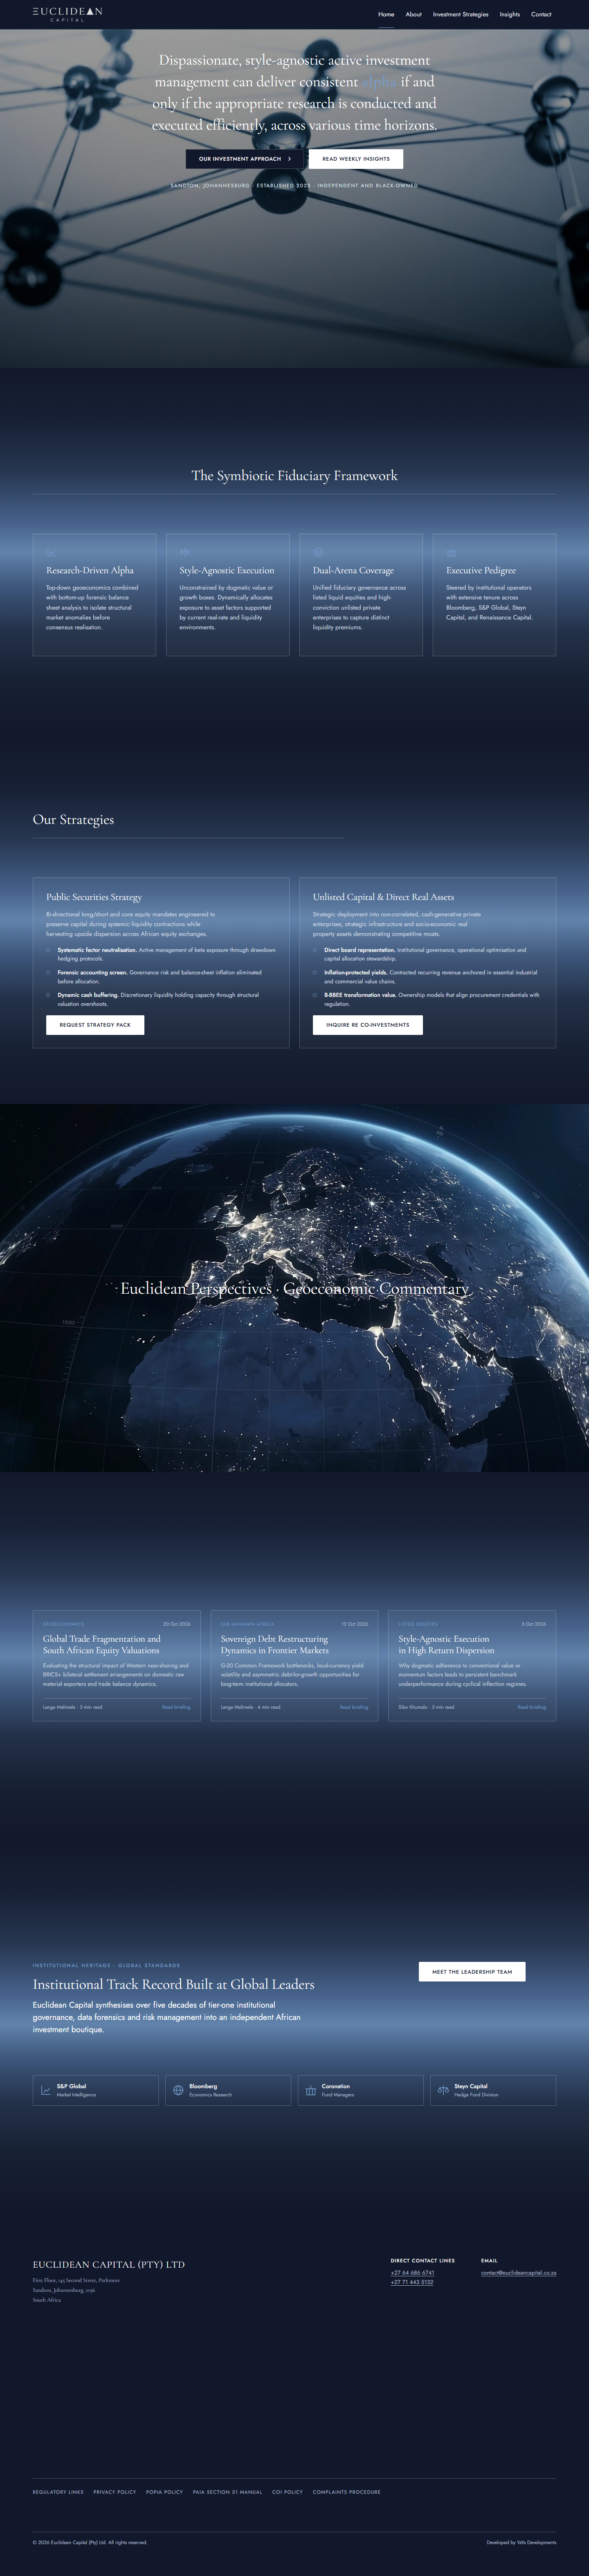 EUCLIDEAN
CAPITAL
Home About Investment Strategies Insights Contact
Dispassionate, style-agnostic active investment
management can deliver consistent alpha if and
only if the appropriate research is conducted and
executed efficiently, across various time horizons.
OUR INVESTMENT APPROACH
READ WEEKLY INSIGHTS
SANDTON, JOHANNESBURG · ESTABLISHED 2023 · INDEPENDENT AND BLACK-OWNED
The Symbiotic Fiduciary Framework
Research-Driven Alpha
Top-down geoeconomics combined
with bottom-up forensic balance
sheet analysis to isolate structural
market anomalies before
consensus realisation.
Style-Agnostic Execution
Unconstrained by dogmatic value or
growth boxes. Dynamically allocates
exposure to asset factors supported
by current real-rate and liquidity
environments.
Dual-Arena Coverage
Unified fiduciary governance across
listed liquid equities and high-
conviction unlisted private
enterprises to capture distinct
liquidity premiums.
Executive Pedigree
Steered by institutional operators
with extensive tenure across
Bloomberg, S&P Global, Steyn
Capital, and Renaissance Capital.
Our Strategies
Public Securities Strategy
Bi-directional long/short and core equity mandates engineered to
preserve capital during systemic liquidity contractions while
harvesting upside dispersion across African equity exchanges.
Systematic factor neutralisation. Active management of beta exposure through drawdown
hedging protocols.
Forensic accounting screen. Governance risk and balance-sheet inflation eliminated
before allocation.
Dynamic cash buffering. Discretionary liquidity holding capacity through structural
valuation overshoots.
REQUEST STRATEGY PACK
Unlisted Capital & Direct Real Assets
Strategic deployment into non-correlated, cash-generative private
enterprises, strategic infrastructure and socio-economic real
property assets demonstrating competitive moats.
Direct board representation. Institutional governance, operational optimisation and
capital allocation stewardship.
Inflation-protected yields. Contracted recurring revenue anchored in essential industrial
and commercial value chains.
B-BBEE transformation value. Ownership models that align procurement credentials with
regulation.
INQUIRE RE CO-INVESTMENTS
Euclidean Perspectives · Geoeconomic Commentary
GEOECONOMICS 20 Oct 2026
Global Trade Fragmentation and
South African Equity Valuations
Evaluating the structural impact of Western near-shoring and
BRICS+ bilateral settlement arrangements on domestic raw
material exporters and trade balance dynamics.
Langa Malimela · 3 min read Read briefing
SUB-SAHARAN AFRICA 12 Oct 2026
Sovereign Debt Restructuring
Dynamics in Frontier Markets
G-20 Common Framework bottlenecks, local-currency yield
volatility and asymmetric debt-for-growth opportunities for
long-term institutional allocators.
Langa Malimela · 4 min read Read briefing
LISTED EQUITIES 5 Oct 2026
Style-Agnostic Execution
in High Return Dispersion
Why dogmatic adherence to conventional value or
momentum factors leads to persistent benchmark
underperformance during cyclical inflection regimes.
Sibo Khumalo · 3 min read Read briefing
INSTITUTIONAL HERITAGE · GLOBAL STANDARDS
Institutional Track Record Built at Global Leaders
Euclidean Capital synthesises over five decades of tier-one institutional
governance, data forensics and risk management into an independent African
investment boutique.
MEET THE LEADERSHIP TEAM
S&P Global
Market Intelligence
Bloomberg
Economics Research
Coronation
Fund Managers
Steyn Capital
Hedge Fund Division
EUCLIDEAN CAPITAL (PTY) LTD
First Floor, 145 Second Street, Parkmore
Sandton, Johannesburg, 2196
South Africa
DIRECT CONTACT LINES
+27 64 686 6741
+27 71 443 5132
EMAIL
contact@euclideancapital.co.za
REGULATORY LINKS PRIVACY POLICY POPIA POLICY PAIA SECTION 51 MANUAL COI POLICY COMPLAINTS PROCEDURE
© 2026 Euclidean Capital (Pty) Ltd. All rights reserved.
Developed by Yalfa Developments